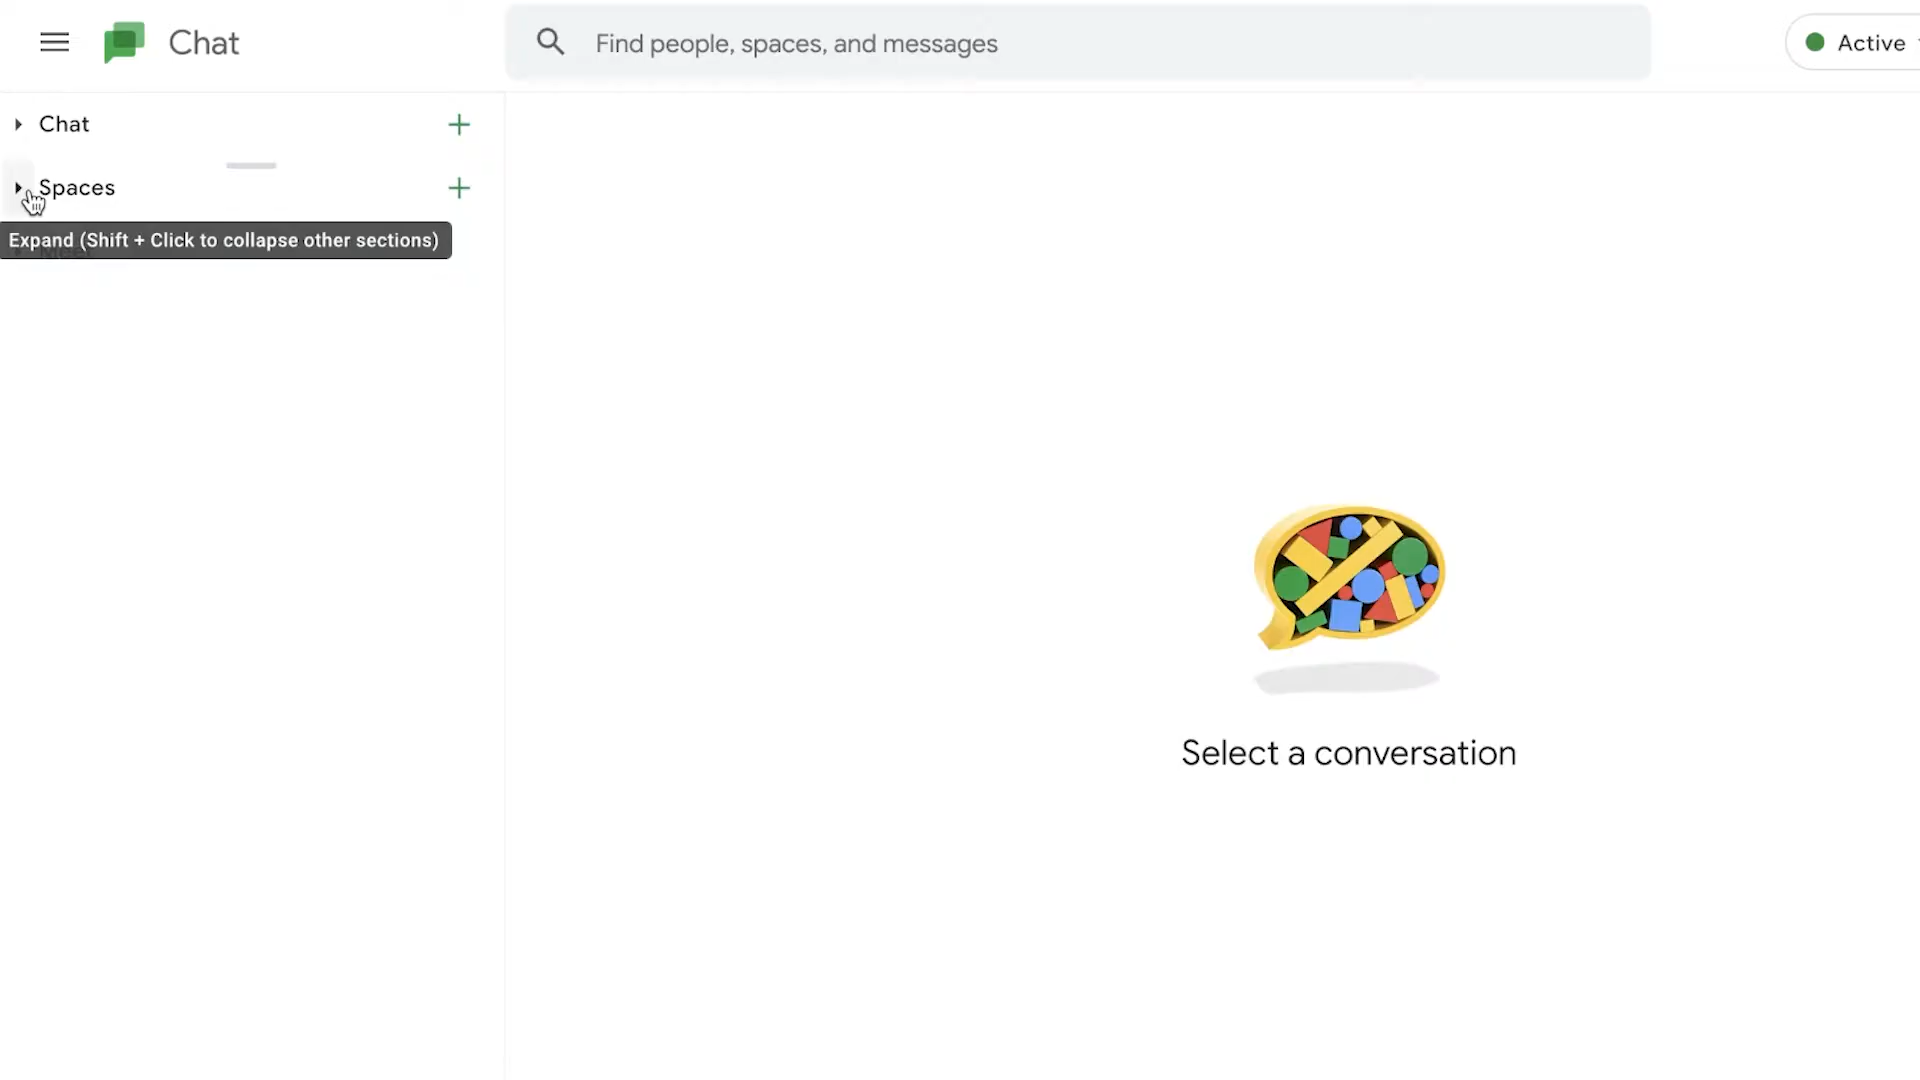 Chat
Find people, spaces, and messages
Active
Chat
Spaces
Expand (Shift + Click to collapse other sections)
Select a conversation